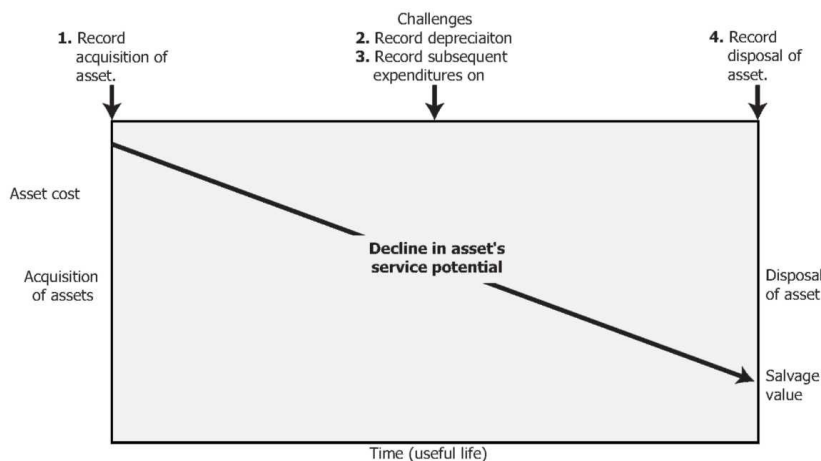 Challenges
1. Record
acquisition of
asset.
2. Record depreciaiton
3. Record subsequent
expenditures on
4. Record
disposal of
asset.
Asset cost
Decline in asset's
service potential
Acquisition
of assets
Disposal
of asset
Salvage
value
Time (useful life)